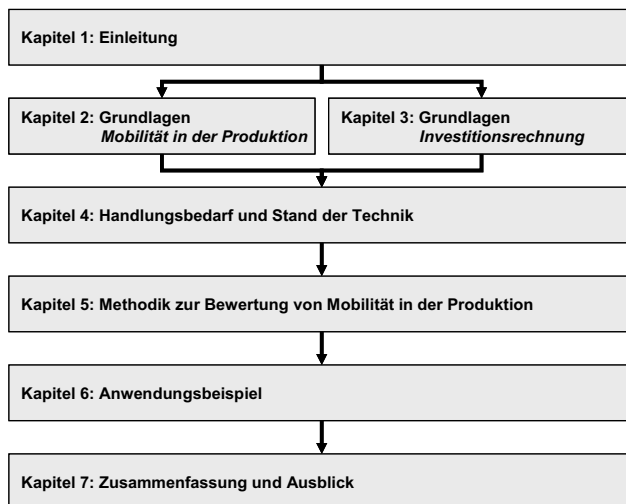 Kapitel 1: Einleitung
Kapitel 2: Grundlagen
Mobilität in der Produktion
Kapitel 3: Grundlagen
Investitionsrechnung
Kapitel 4: Handlungsbedarf und Stand der Technik
Kapitel 5: Methodik zur Bewertung von Mobilität in der Produktion
Kapitel 6: Anwendungsbeispiel
Kapitel 7: Zusammenfassung und Ausblick